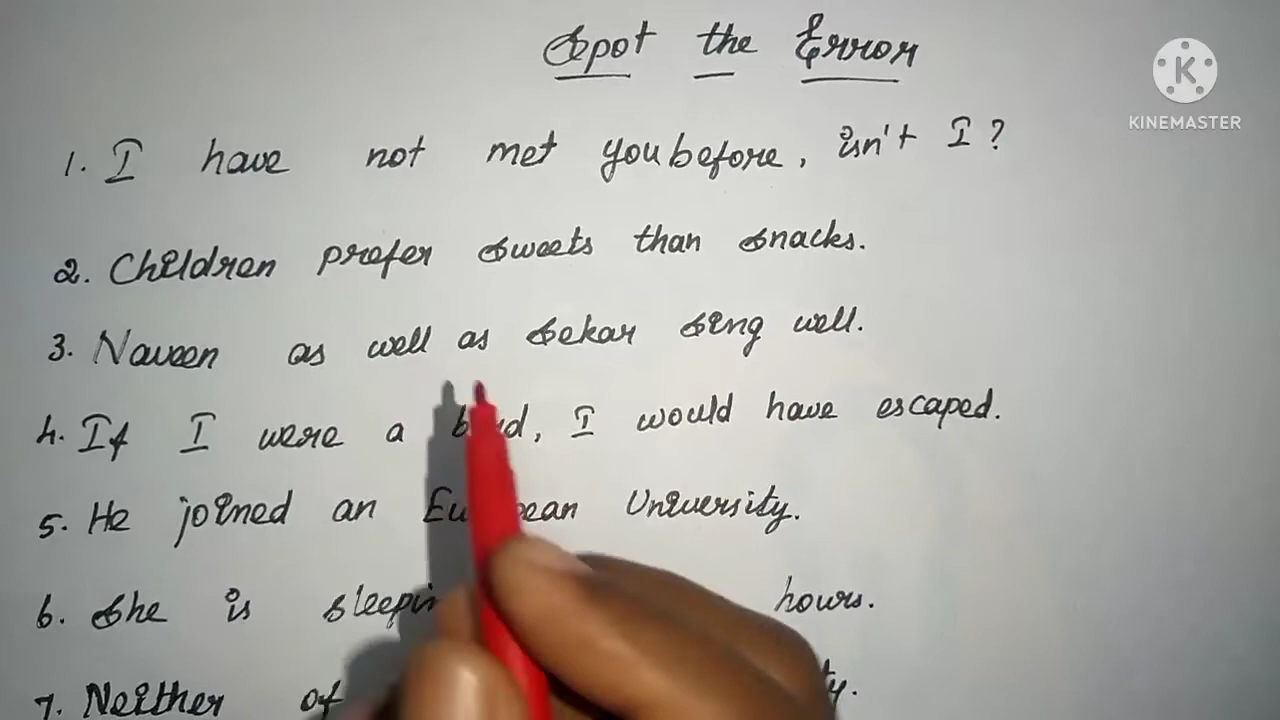 Spot the Error
KINEMASTER
1. I have not met you before, isn't I?
2. Children prefer sweets than snacks.
3. Naveen as well as Sekar sing well.
4. If I were a I would have escaped.
5. He joined an University.
6. She is hours.
7. Neither of